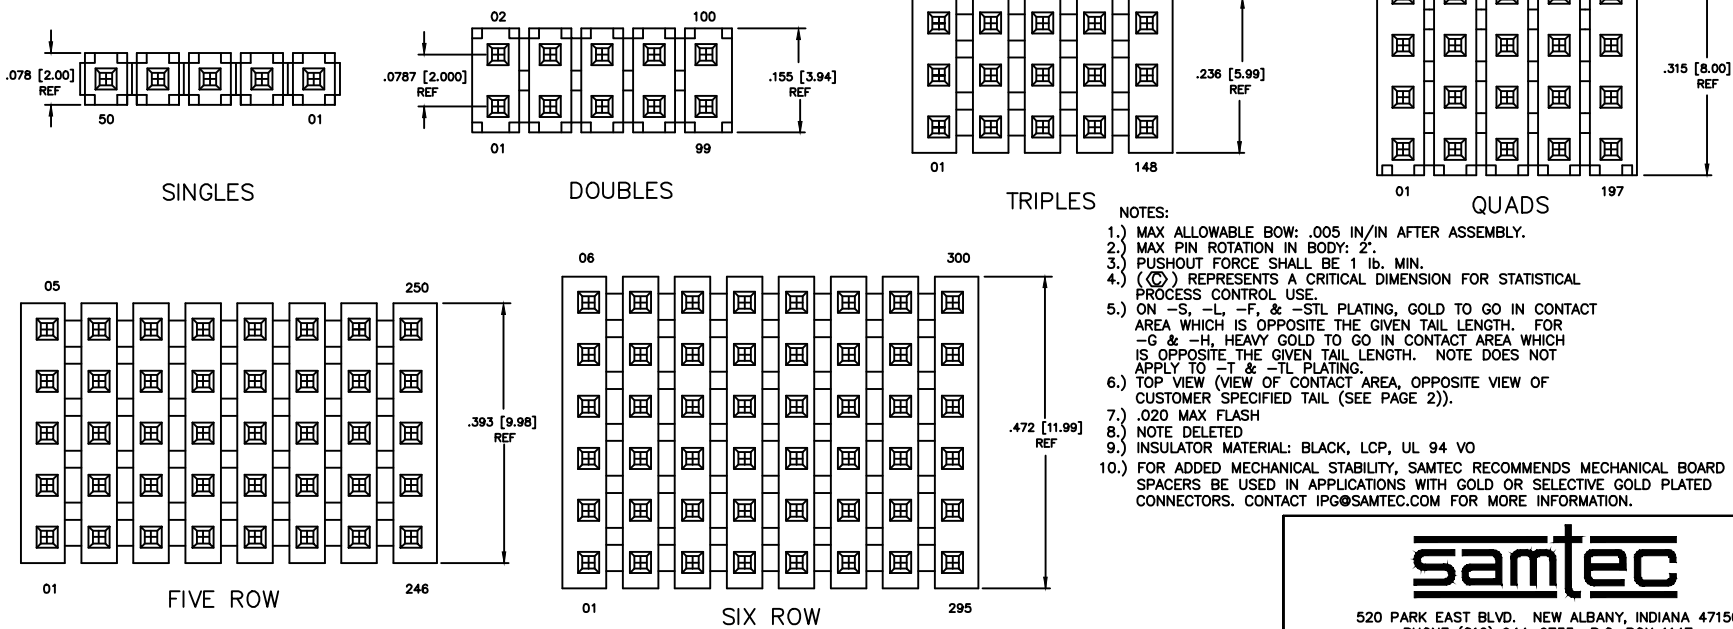 .078 [2.00]
REF
50
01
SINGLES
02
100
.0787 [2.000]
REF
.155 [3.94]
REF
01
99
DOUBLES
.236 [5.99]
REF
01
148
TRIPLES
.315 [8.00]
REF
01
197
QUADS
05
250
.393 [9.98]
REF
01
246
FIVE ROW
06
300
.472 [11.99]
REF
01
295
SIX ROW
NOTES:
1.) MAX ALLOWABLE BOW: .005 IN/IN AFTER ASSEMBLY.
2.) MAX PIN ROTATION IN BODY: 2°.
3.) PUSHOUT FORCE SHALL BE 1 lb. MIN.
4.) (C) REPRESENTS A CRITICAL DIMENSION FOR STATISTICAL
PROCESS CONTROL USE.
5.) ON -S, -L, -F, & -STL PLATING, GOLD TO GO IN CONTACT
AREA WHICH IS OPPOSITE THE GIVEN TAIL LENGTH. FOR
-G & -H, HEAVY GOLD TO GO IN CONTACT AREA WHICH
IS OPPOSITE THE GIVEN TAIL LENGTH. NOTE DOES NOT
APPLY TO -T & -TL PLATING.
6.) TOP VIEW (VIEW OF CONTACT AREA, OPPOSITE VIEW OF
CUSTOMER SPECIFIED TAIL (SEE PAGE 2)).
7.) .020 MAX FLASH
8.) NOTE DELETED
9.) INSULATOR MATERIAL: BLACK, LCP, UL 94 VO
10.) FOR ADDED MECHANICAL STABILITY, SAMTEC RECOMMENDS MECHANICAL BOARD
SPACERS BE USED IN APPLICATIONS WITH GOLD OR SELECTIVE GOLD PLATED
CONNECTORS. CONTACT IPG@SAMTEC.COM FOR MORE INFORMATION.
samtec
520 PARK EAST BLVD. NEW ALBANY, INDIANA